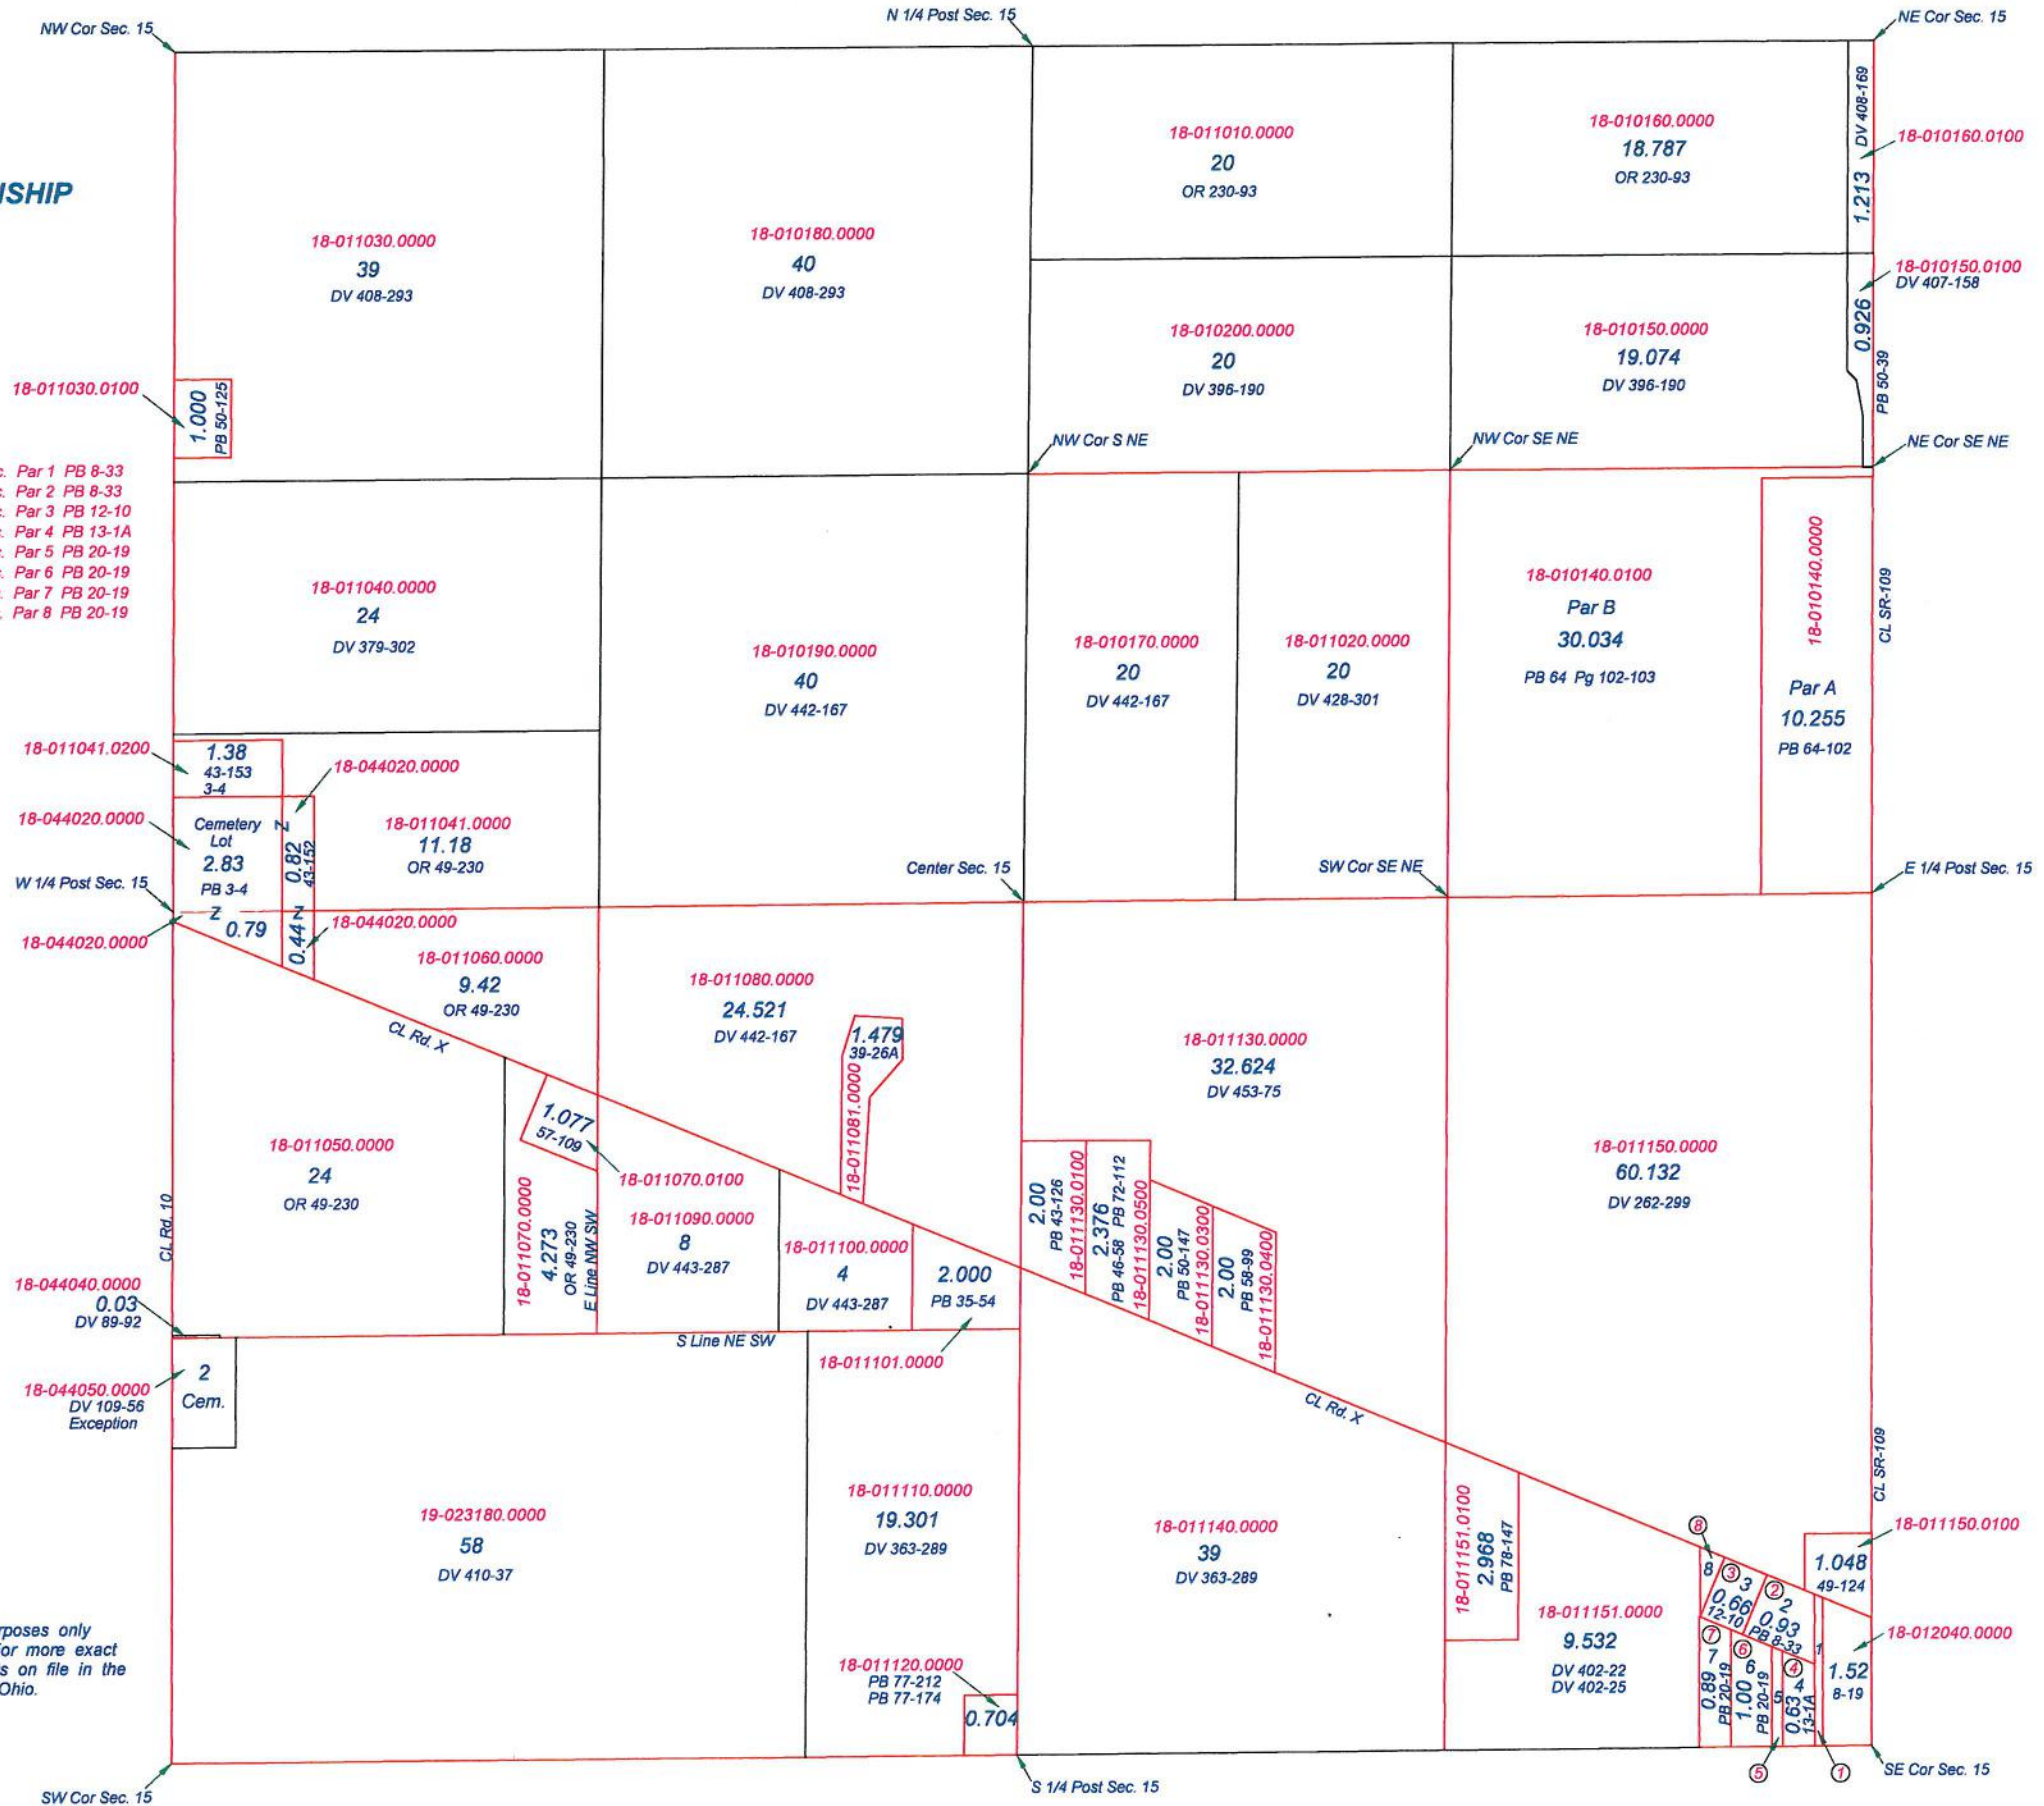 NW Cor Sec. 15
N 1/4 Post Sec. 15
NE Cor Sec. 15
18-011030.0000
39
DV 408-293
18-010180.0000
40
DV 408-293
18-011010.0000
20
OR 230-93
18-010160.0000
18.787
OR 230-93
DV 408-169
1.213
18-010160.0100
18-010150.0100
DV 407-158
0.926
PB 50-39
18-010200.0000
20
DV 396-190
18-010150.0000
19.074
DV 396-190
18-011030.0100
1.000
PB 50-125
NW Cor S NE
NW Cor SE NE
NE Cor SE NE
Par 1 PB 8-33
Par 2 PB 8-33
Par 3 PB 12-10
Par 4 PB 13-1A
Par 5 PB 20-19
Par 6 PB 20-19
Par 7 PB 20-19
Par 8 PB 20-19
18-011040.0000
24
DV 379-302
18-010190.0000
40
DV 442-167
18-010170.0000
20
DV 442-167
18-011020.0000
20
DV 428-301
18-010140.0100
Par B
30.034
PB 64 Pg 102-103
18-010140.0000
Par A
10.255
PB 64-102
CL SR-109
18-011041.0200
1.38
43-153
3-4
18-044020.0000
18-044020.0000
Cemetery
Lot
2.83
PB 3-4
Z
0.82
43-152
18-011041.0000
11.18
OR 49-230
W 1/4 Post Sec. 15
Center Sec. 15
SW Cor SE NE
E 1/4 Post Sec. 15
18-044020.0000
Z
0.79
Z
0.44
18-044020.0000
18-011060.0000
9.42
OR 49-230
CL Rd. X
18-011080.0000
24.521
DV 442-167
1.479
39-26A
18-011081.0000
18-011130.0000
32.624
DV 453-75
18-011150.0000
60.132
DV 262-299
18-011050.0000
24
OR 49-230
CL Rd. 10
1.077
57-109
18-011070.0100
18-011070.0000
4.273
OR 49-230
E Line NW SW
18-011090.0000
8
DV 443-287
18-011100.0000
4
DV 443-287
2.000
PB 35-54
18-011101.0000
2.00
PB 43-126
18-011130.0100
2.376
PB 46-58 PB 72-112
18-011130.0500
2.00
PB 50-147
18-011130.0300
2.00
PB 58-99
18-011130.0400
18-044040.0000
0.03
DV 89-92
S Line NE SW
18-044050.0000
DV 109-56
Exception
2
Cem.
CL Rd. X
CL SR-109
19-023180.0000
58
DV 410-37
18-011110.0000
19.301
DV 363-289
18-011140.0000
39
DV 363-289
18-011151.0100
2.968
PB 78-147
18-011151.0000
9.532
DV 402-22
DV 402-25
18-011150.0100
1.048
49-124
8
8
3
3
0.66
12-10
2
2
0.93
PB 8-33
18-012040.0000
1.52
8-19
1
7
7
0.89
PB 20-19
6
6
1.00
PB 20-19
5
4
4
0.63
13-1A
5
1
18-011120.0000
PB 77-212
PB 77-174
0.704
only
or more exact
on file in the
Ohio.
SW Cor Sec. 15
S 1/4 Post Sec. 15
SE Cor Sec. 15